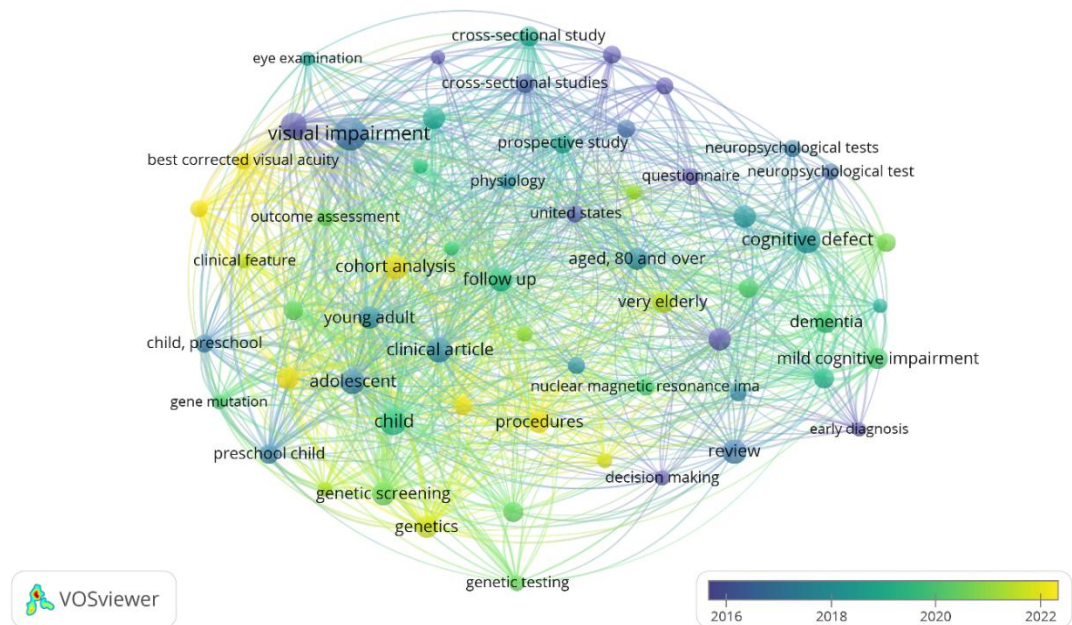 cross-sectional study
eye examination
cross-sectional studies
visual impairment
prospective study
neuropsychological tests
best corrected visual acuity
neuropsychological test
questionnaire
physiology
united states
outcome assessment
cognitive defect
clinical feature
cohort analysis
aged, 80 and over
follow up
very elderly
young adult
dementia
child, preschool
clinical article
mild cognitive impairment
adolescent
nuclear magnetic resonance ima
gene mutation
child
procedures
early diagnosis
preschool child
review
decision making
genetic screening
genetics
genetic testing
VOSviewer
2016 2018 2020 2022